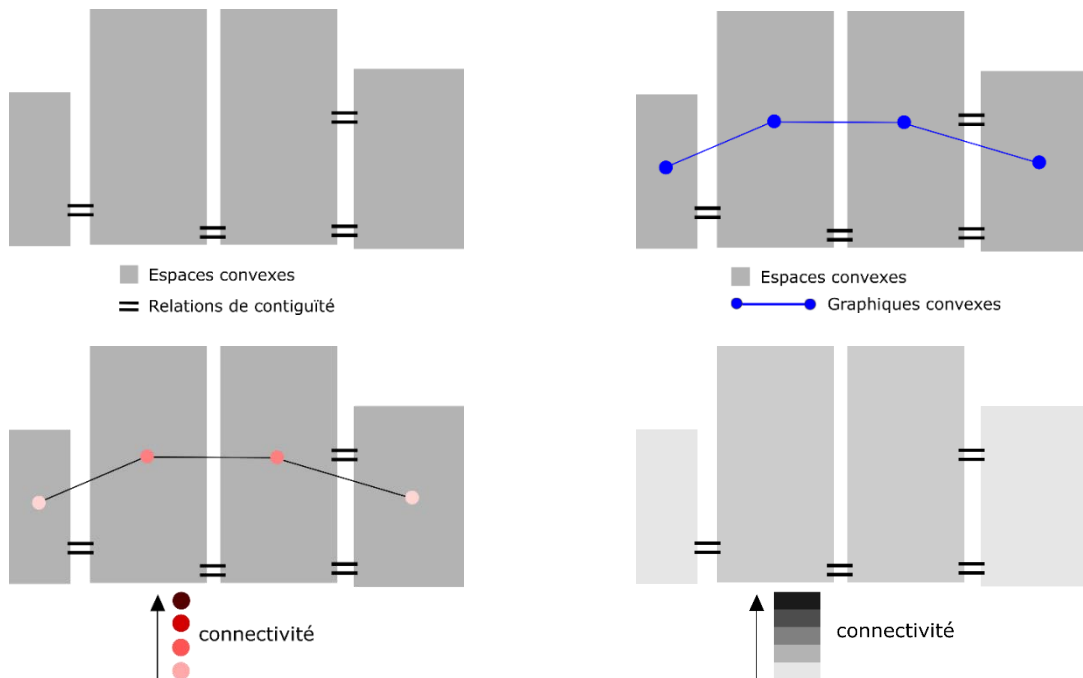 Espaces convexes
Relations de contiguïté
Espaces convexes
Graphiques convexes
connectivité
connectivité